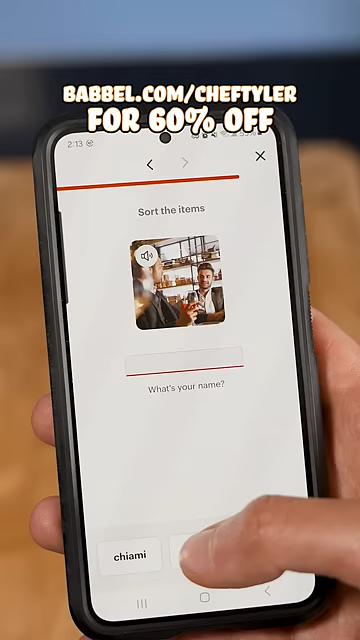 BABBEL.COM/CHEFTYLER
FOR 60% OFF
2:13
Sort the items
What's your name?
chiami